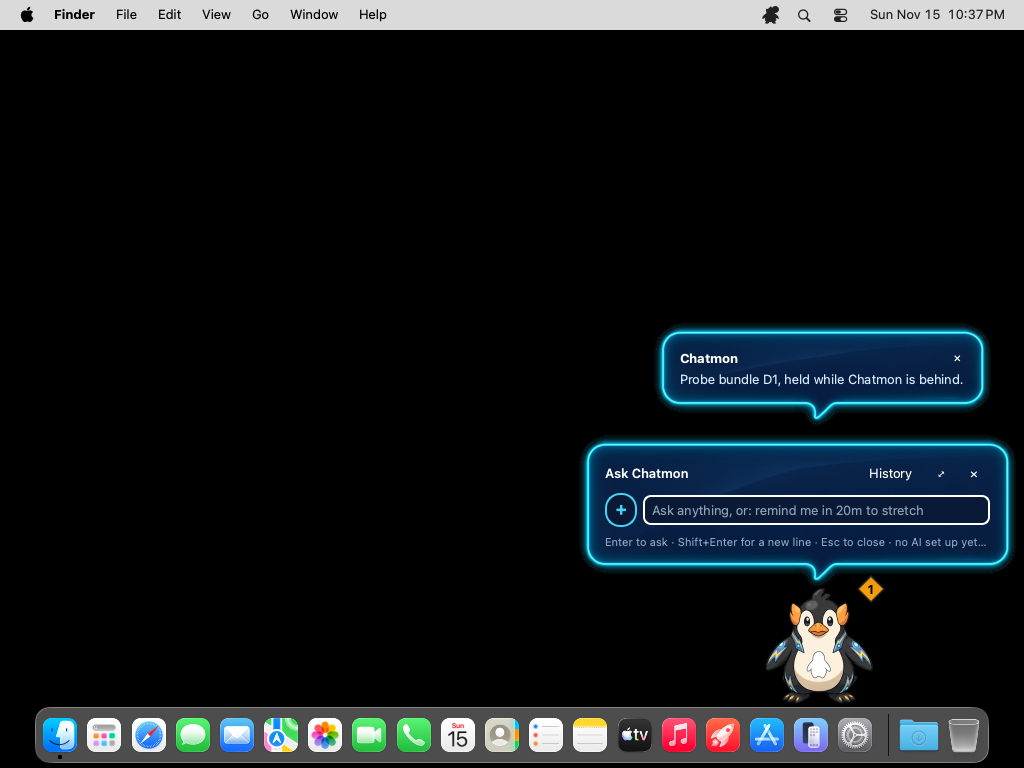 Finder File Edit View Go Window Help Sun Nov 15 10:37 PM
Chatmon ×
Probe bundle D1, held while Chatmon is behind.
Ask Chatmon History ×
+ Ask anything, or: remind me in 20m to stretch
Enter to ask · Shift+Enter for a new line · Esc to close · no AI set up yet…
1
Sun
15
tv